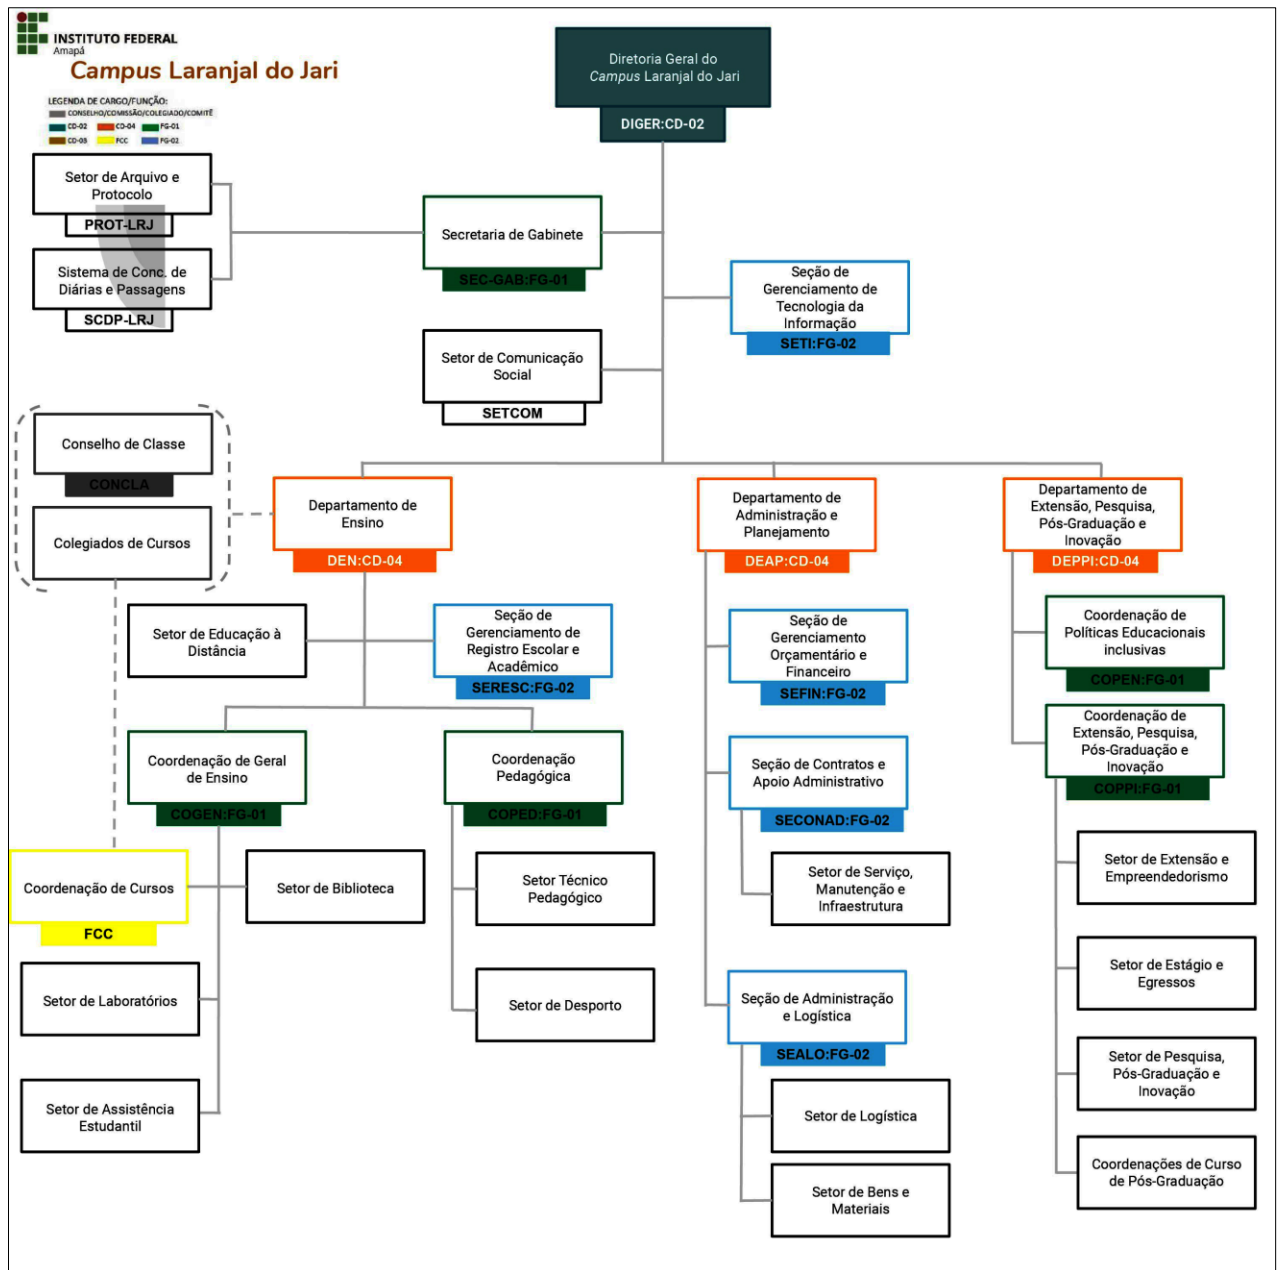 INSTITUTO FEDERAL
Amapá
Campus Laranjal do Jari
LEGENDA DE CARGO/FUNÇÃO:
CONSELHO/COMISSÃO/COLEGIADO/COMITÊ
CD-02 CD-04 FG-01
CD-03 FCC FG-02
Diretoria Geral do
Campus Laranjal do Jari
DIGER:CD-02
Setor de Arquivo e
Protocolo
PROT-LRJ
Sistema de Conc. de
Diárias e Passagens
SCDP-LRJ
Secretaria de Gabinete
SEC-GAB:FG-01
Seção de
Gerenciamento de
Tecnologia da
Informação
SETI:FG-02
Setor de Comunicação
Social
SETCOM
Conselho de Classe
CONCLA
Colegiados de Cursos
Departamento de
Ensino
DEN:CD-04
Departamento de
Administração e
Planejamento
DEAP:CD-04
Departamento de
Extensão, Pesquisa,
Pós-Graduação e
Inovação
DEPPI:CD-04
Setor de Educação à
Distância
Seção de
Gerenciamento de
Registro Escolar e
Acadêmico
SERESC:FG-02
Seção de
Gerenciamento
Orçamentário e
Financeiro
SEFIN:FG-02
Coordenação de
Políticas Educacionais
inclusivas
COPEN:FG-01
Coordenação de Geral
de Ensino
COGEN:FG-01
Coordenação
Pedagógica
COPED:FG-01
Seção de Contratos e
Apoio Administrativo
SECONAD:FG-02
Coordenação de
Extensão, Pesquisa,
Pós-Graduação e
Inovação
COPPI:FG-01
Coordenação de Cursos
FCC
Setor de Biblioteca
Setor Técnico
Pedagógico
Setor de Serviço,
Manutenção e
Infraestrutura
Setor de Extensão e
Empreendedorismo
Setor de Laboratórios
Setor de Desporto
Seção de Administração
e Logística
SEALO:FG-02
Setor de Estágio e
Egressos
Setor de Assistência
Estudantil
Setor de Logística
Setor de Pesquisa,
Pós-Graduação e
Inovação
Setor de Bens e
Materiais
Coordenações de Curso
de Pós-Graduação